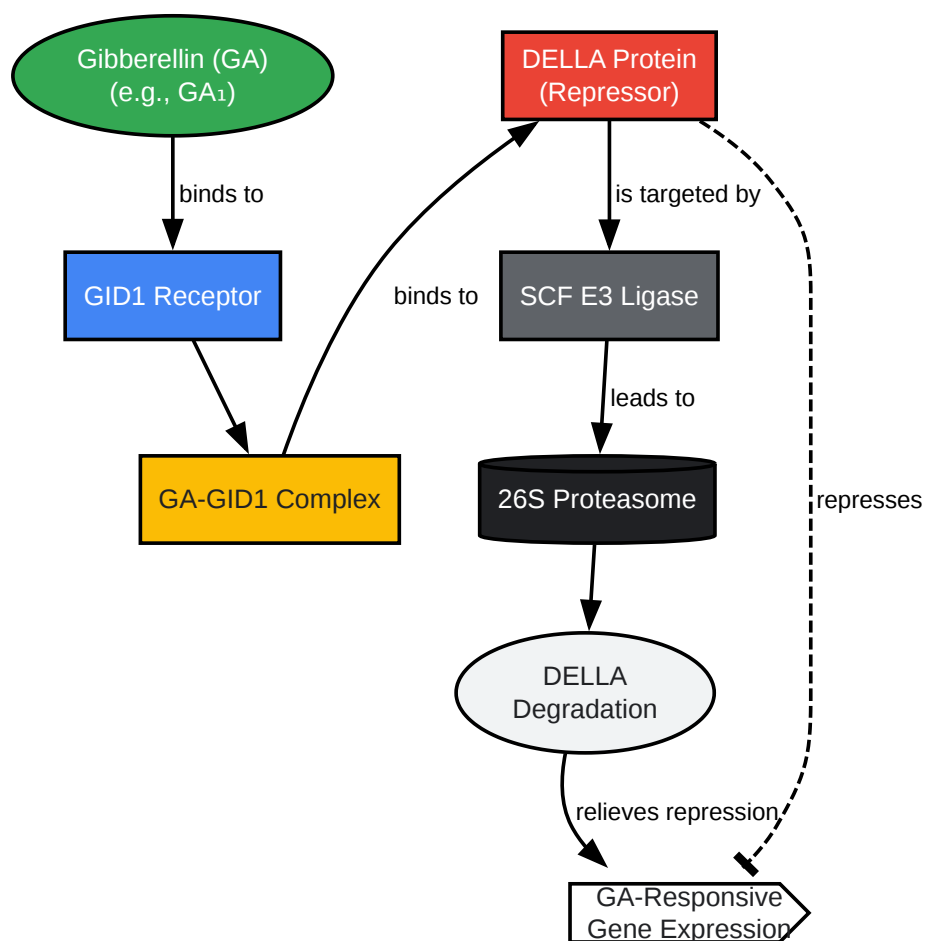 Gibberellin (GA)
(e.g., GA₁)
DELLA Protein
(Repressor)
binds to
is targeted by
GID1 Receptor
binds to
SCF E3 Ligase
leads to
GA-GID1 Complex
26S Proteasome
represses
DELLA
Degradation
relieves repression
GA-Responsive
Gene Expression